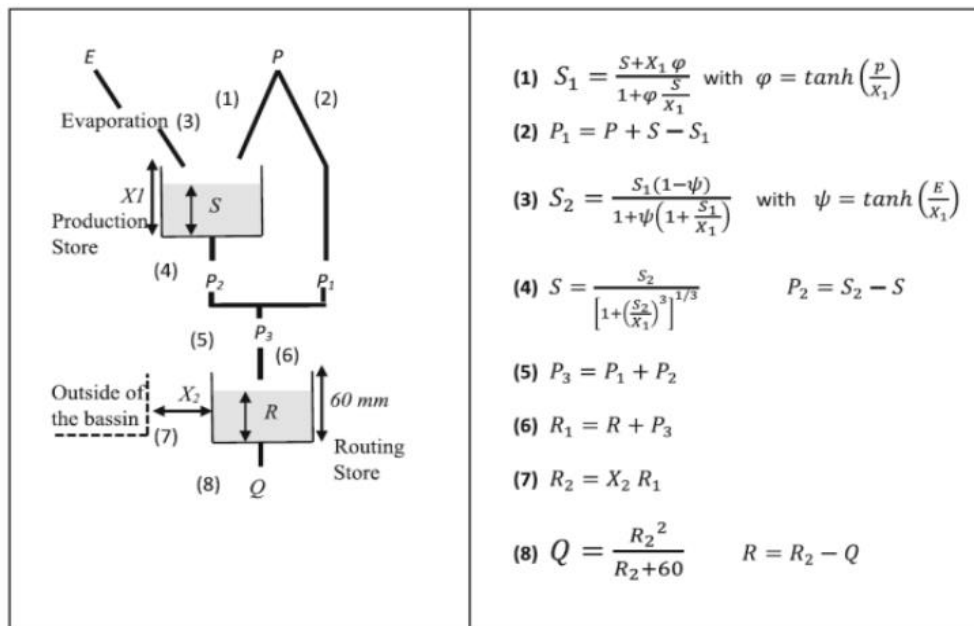 E
P
(1)
(2)
Evaporation (3)
X1
S
Production
Store
(4)
P₂
P₁
P₃
(5)
(6)
Outside of
the bassin
X₂
(7)
R
60 mm
Routing
Store
(8) Q
(1) S₁ = (S+X₁ φ)/(1+φ S/X₁) with φ = tanh (p/X₁)
(2) P₁ = P + S − S₁
(3) S₂ = (S₁(1−ψ))/(1+ψ(1+S₁/X₁)) with ψ = tanh (E/X₁)
(4) S = S₂/[1+(S₂/X₁)³]^(1/3) P₂ = S₂ − S
(5) P₃ = P₁ + P₂
(6) R₁ = R + P₃
(7) R₂ = X₂ R₁
(8) Q = R₂²/(R₂+60) R = R₂ − Q